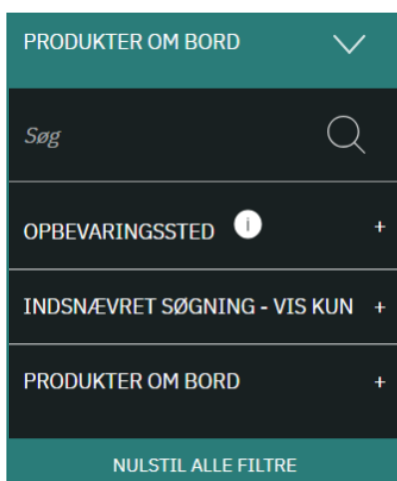 PRODUKTER OM BORD
Søg
OPBEVARINGSSTED i +
INDSNÆVRET SØGNING - VIS KUN +
PRODUKTER OM BORD +
NULSTIL ALLE FILTRE